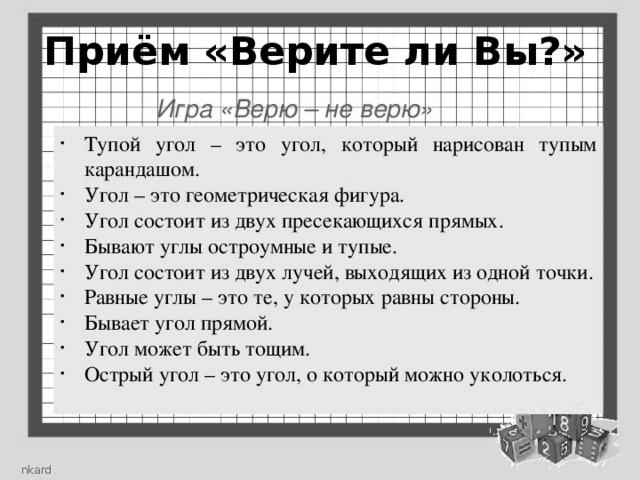 Приём «Верите ли Вы?»
Игра «Верю – не верю»
· Тупой угол – это угол, который нарисован тупым
карандашом.
· Угол – это геометрическая фигура.
· Угол состоит из двух пресекающихся прямых.
· Бывают углы остроумные и тупые.
· Угол состоит из двух лучей, выходящих из одной точки.
· Равные углы – это те, у которых равны стороны.
· Бывает угол прямой.
· Угол может быть тощим.
· Острый угол – это угол, о который можно уколоться.
nkard